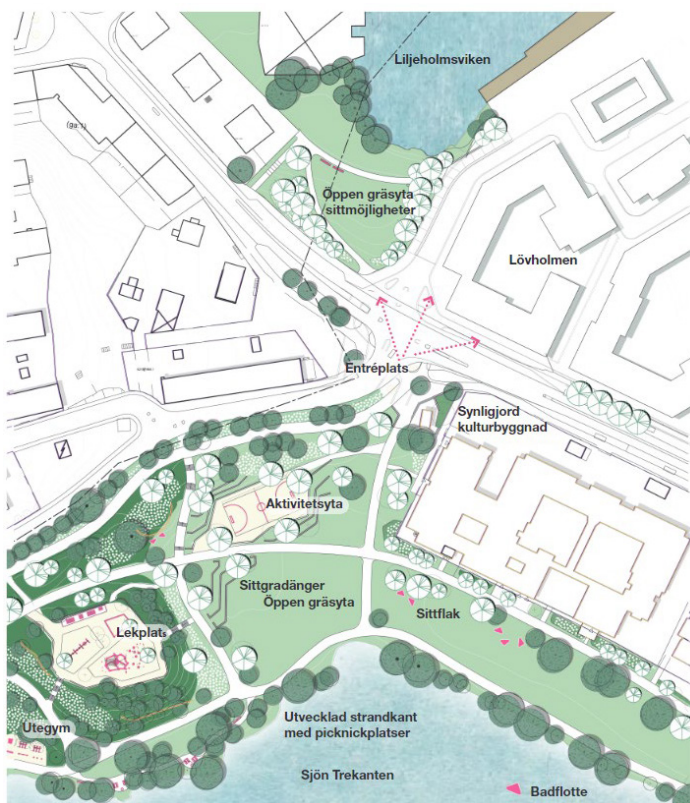 Liljeholmsviken
Öppen gräsyta
sittmöjligheter
Lövholmen
Entréplats
Synligjord
kulturbyggnad
Aktivitetsyta
Sittgradänger
Öppen gräsyta
Sittflak
Lekplats
Utegym
Utvecklad strandkant
med picknickplatser
Sjön Trekanten
Badflotte